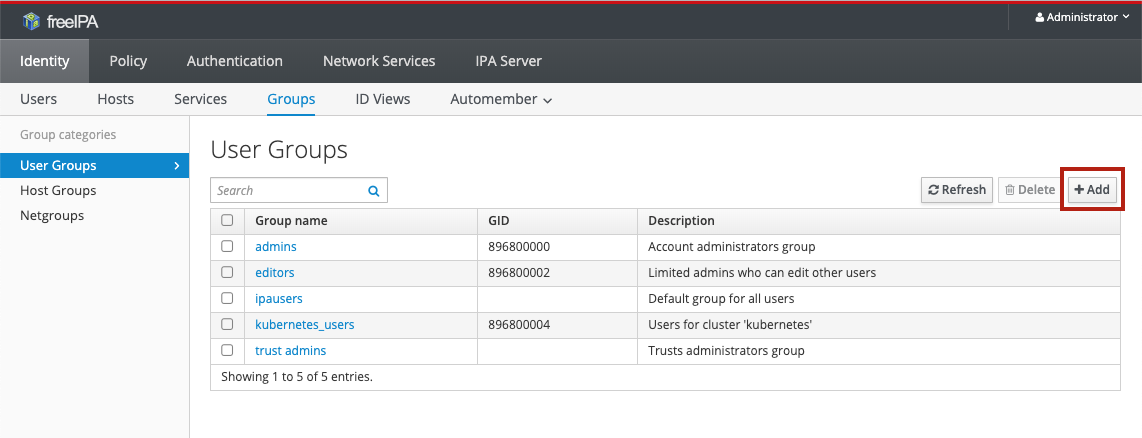 freeIPA Administrator
Identity Policy Authentication Network Services IPA Server
Users Hosts Services Groups ID Views Automember
Group categories
User Groups
Host Groups
Netgroups
User Groups
Search Refresh Delete Add
Group name GID Description
admins 896800000 Account administrators group
editors 896800002 Limited admins who can edit other users
ipausers Default group for all users
kubernetes_users 896800004 Users for cluster 'kubernetes'
trust admins Trusts administrators group
Showing 1 to 5 of 5 entries.